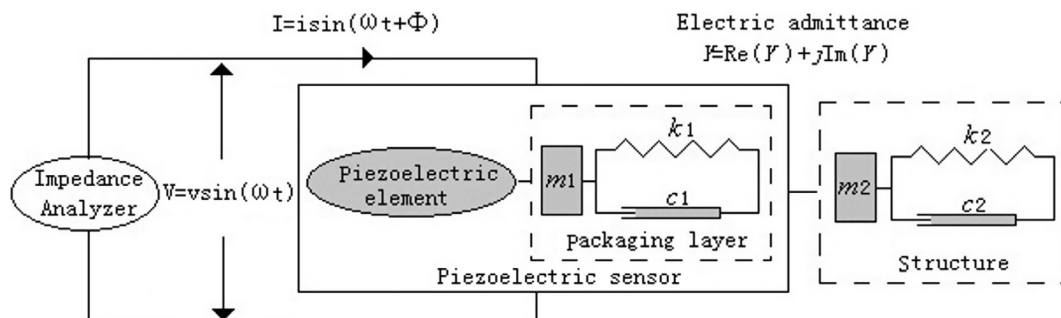 I=isin(ωt+Φ)
Electric admittance
Y=Re(Y)+jIm(Y)
Impedance
Analyzer
V=vsin(ωt)
Piezoelectric
element
m1
k1
c1
Packaging layer
Piezoelectric sensor
m2
k2
c2
Structure